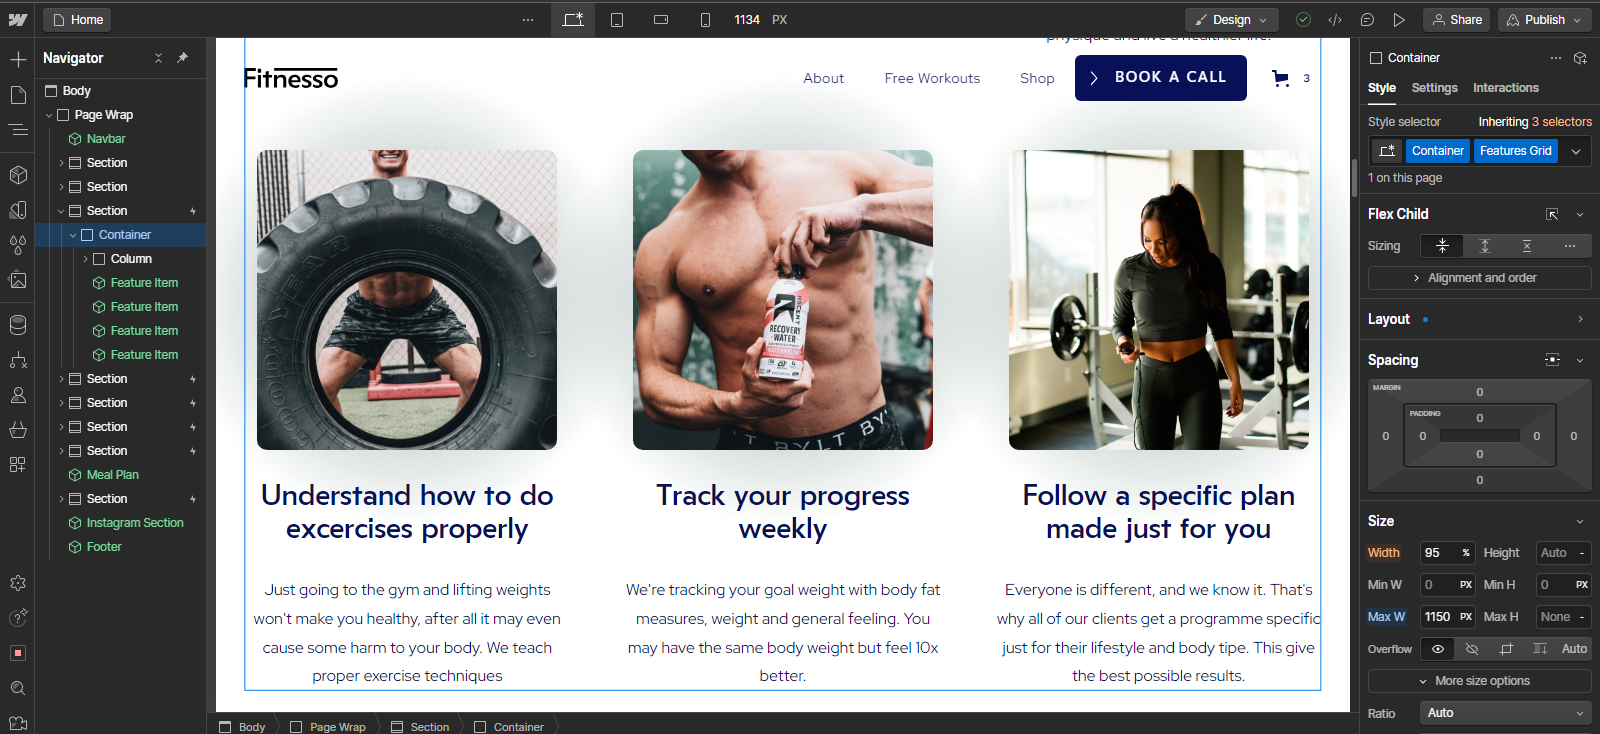 Home
1134 PX
Design
Share
Publish
Navigator
Body
Page Wrap
Navbar
Section
Section
Section
Container
Column
Feature Item
Feature Item
Feature Item
Feature Item
Section
Section
Section
Section
Meal Plan
Section
Instagram Section
Footer
physique and live a healthier life.
Fitnesso
About
Free Workouts
Shop
BOOK A CALL
3
RECOVERY
WATER
Understand how to do
excercises properly
Just going to the gym and lifting weights
won't make you healthy, after all it may even
cause some harm to your body. We teach
proper exercise techniques
Track your progress
weekly
We're tracking your goal weight with body fat
measures, weight and general feeling. You
may have the same body weight but feel 10x
better.
Follow a specific plan
made just for you
Everyone is different, and we know it. That's
why all of our clients get a programme specific
just for their lifestyle and body tipe. This give
the best possible results.
Body
Page Wrap
Section
Container
Container
Style
Settings
Interactions
Style selector
Inheriting 3 selectors
Container
Features Grid
1 on this page
Flex Child
Sizing
Alignment and order
Layout
Spacing
MARGIN
0
PADDING
0
0
0
0
0
0
0
Size
Width 95 % Height Auto -
Min W 0 PX Min H 0 PX
Max W 1150 PX Max H None -
Overflow Auto
More size options
Ratio Auto